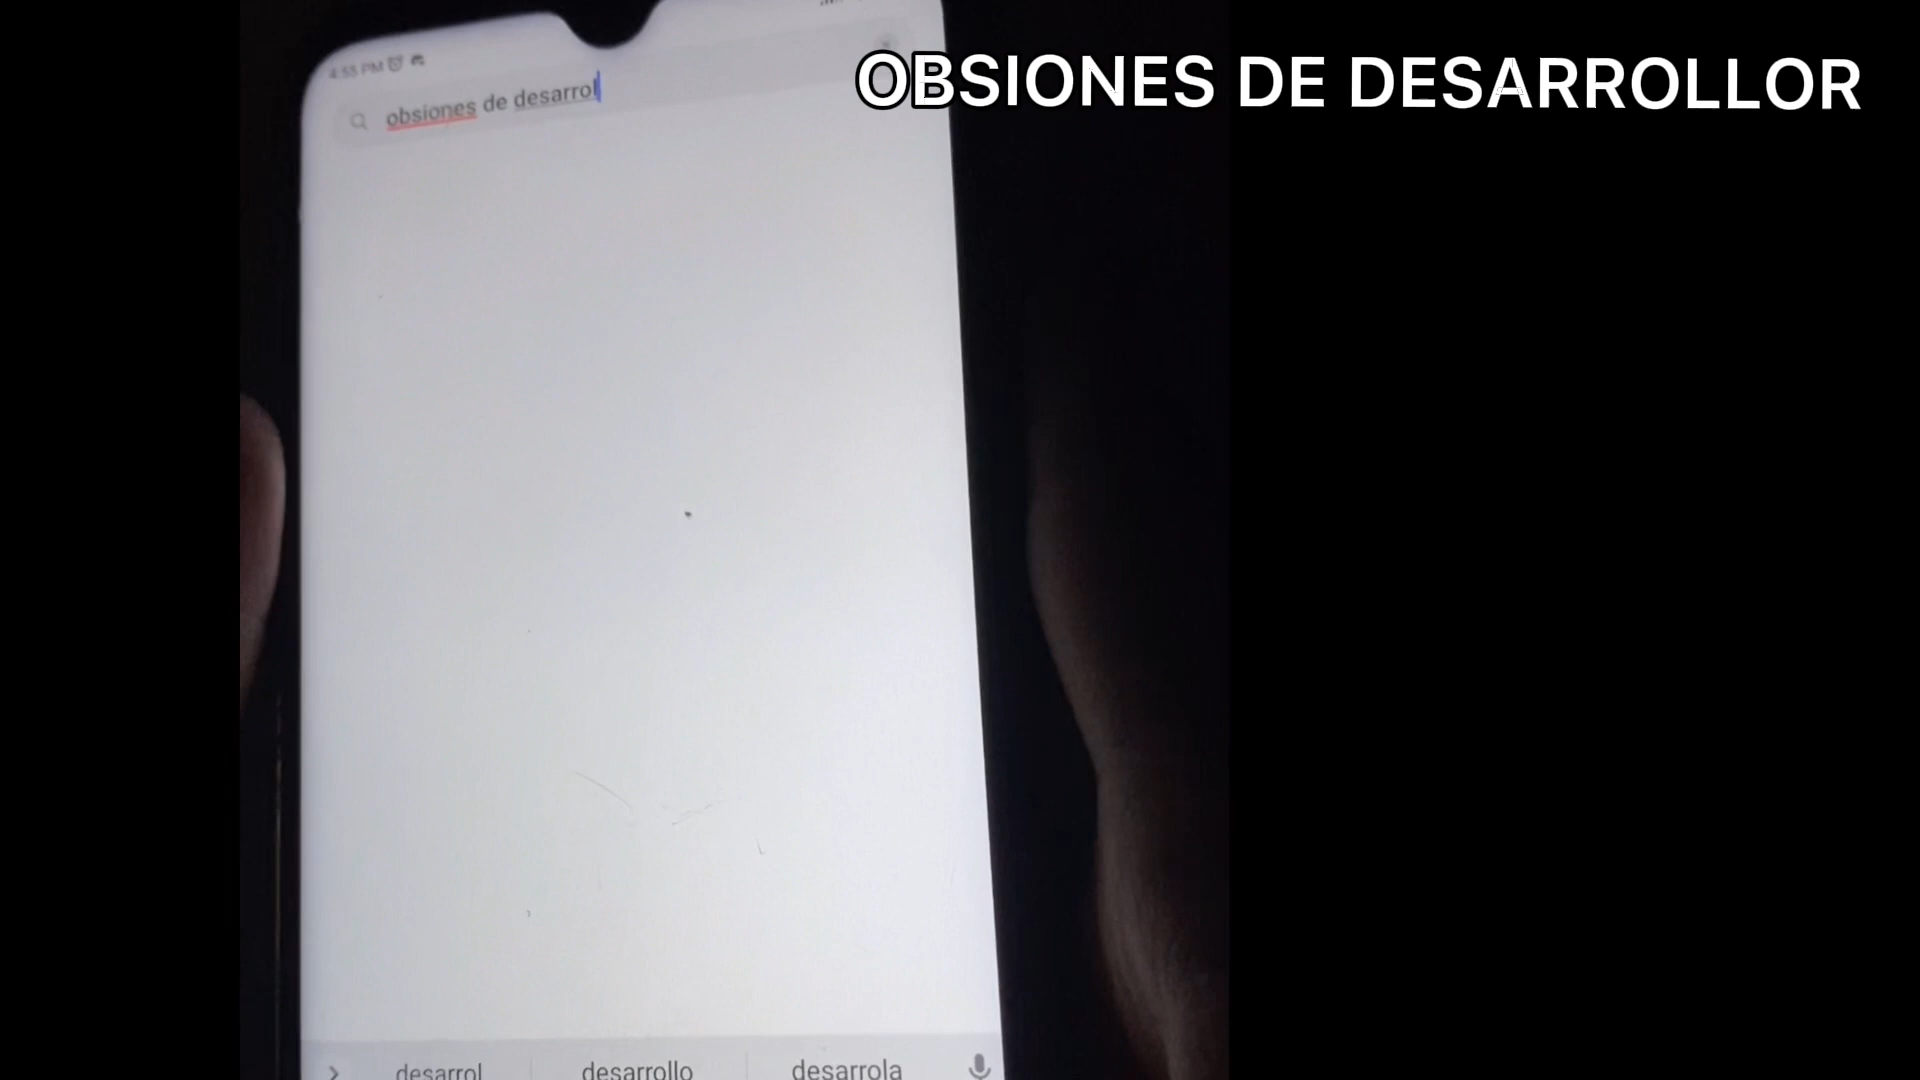 4:55 PM
obsiones de desarrol
OBSIONES DE DESARROLLOR
desarrol desarrollo desarrola